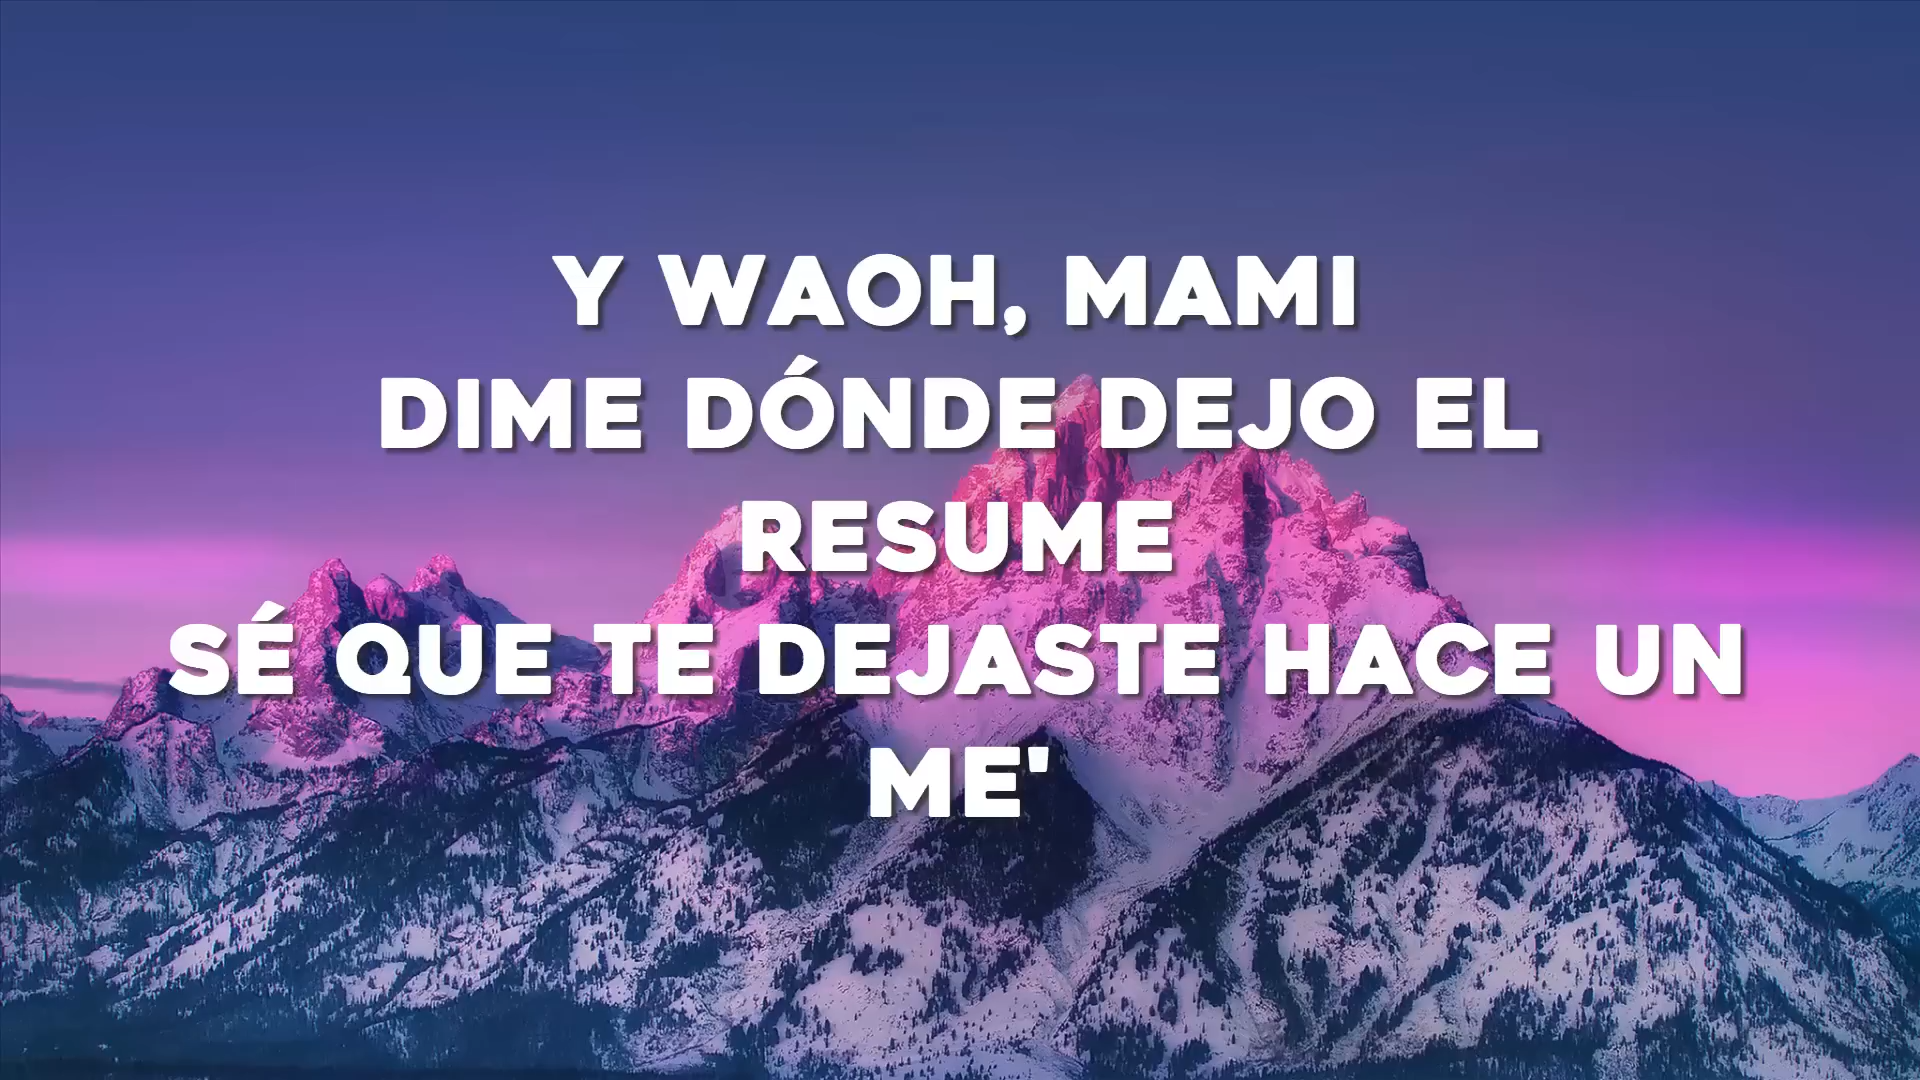 Y WAOH, MAMI
DIME DÓNDE DEJO EL
RESUME
SÉ QUE TE DEJASTE HACE UN
ME'